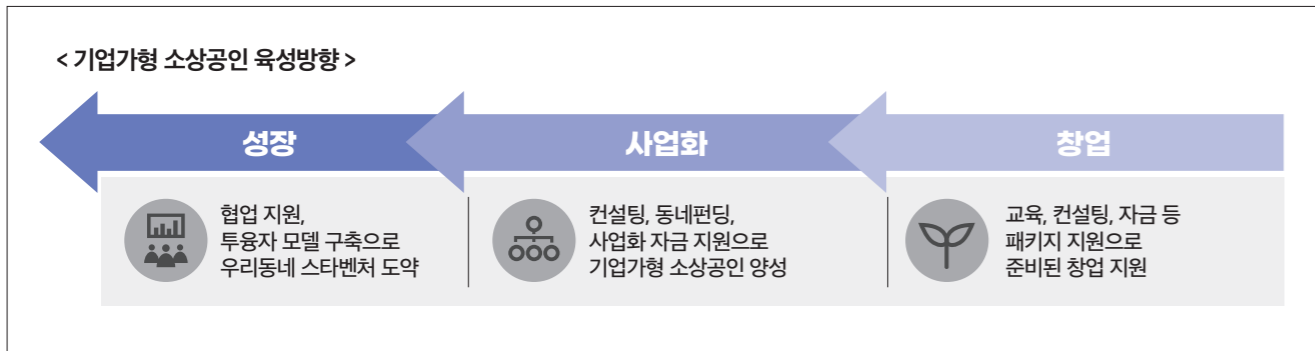 < 기업가형 소상공인 육성방향 >
성장
협업 지원,
투융자 모델 구축으로
우리동네 스타벤처 도약
사업화
컨설팅, 동네펀딩,
사업화 자금 지원으로
기업가형 소상공인 양성
창업
교육, 컨설팅, 자금 등
패키지 지원으로
준비된 창업 지원